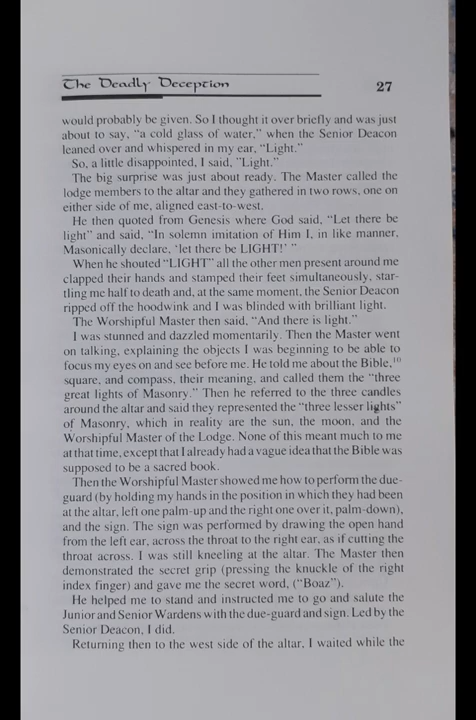 The Deadly Deception 27
would probably be given. So I thought it over briefly and was just
about to say, “a cold glass of water,” when the Senior Deacon
leaned over and whispered in my ear, “Light.”
So, a little disappointed, I said, ”Light.”
The big surprise was just about ready. The Master called the
lodge members to the altar and they gathered in two rows, one on
either side of me, aligned east-to-west.
He then quoted from Genesis where God said, “Let there be
light” and said, “In solemn imitation of Him I, in like manner,
Masonically declare, ‘let there be LIGHT!’ ”
When he shouted “LIGHT” all the other men present around me
clapped their hands and stamped their feet simultaneously, star-
tling me half to death and, at the same moment, the Senior Deacon
ripped off the hoodwink and I was blinded with brilliant light.
The Worshipful Master then said, “And there is light.”
I was stunned and dazzled momentarily. Then the Master went
on talking, explaining the objects I was beginning to be able to
focus my eyes on and see before me. He told me about the Bible,¹⁰
square, and compass, their meaning, and called them the “three
great lights of Masonry.” Then he referred to the three candles
around the altar and said they represented the “three lesser lights”
of Masonry, which in reality are the sun, the moon, and the
Worshipful Master of the Lodge. None of this meant much to me
at that time, except that I already had a vague idea that the Bible was
supposed to be a sacred book.
Then the Worshipful Master showed me how to perform the due-
guard (by holding my hands in the position in which they had been
at the altar, left one palm-up and the right one over it, palm-down),
and the sign. The sign was performed by drawing the open hand
from the left ear, across the throat to the right ear, as if cutting the
throat across. I was still kneeling at the altar. The Master then
demonstrated the secret grip (pressing the knuckle of the right
index finger) and gave me the secret word, (“Boaz”).
He helped me to stand and instructed me to go and salute the
Junior and Senior Wardens with the due-guard and sign. Led by the
Senior Deacon, I did.
Returning then to the west side of the altar, I waited while the